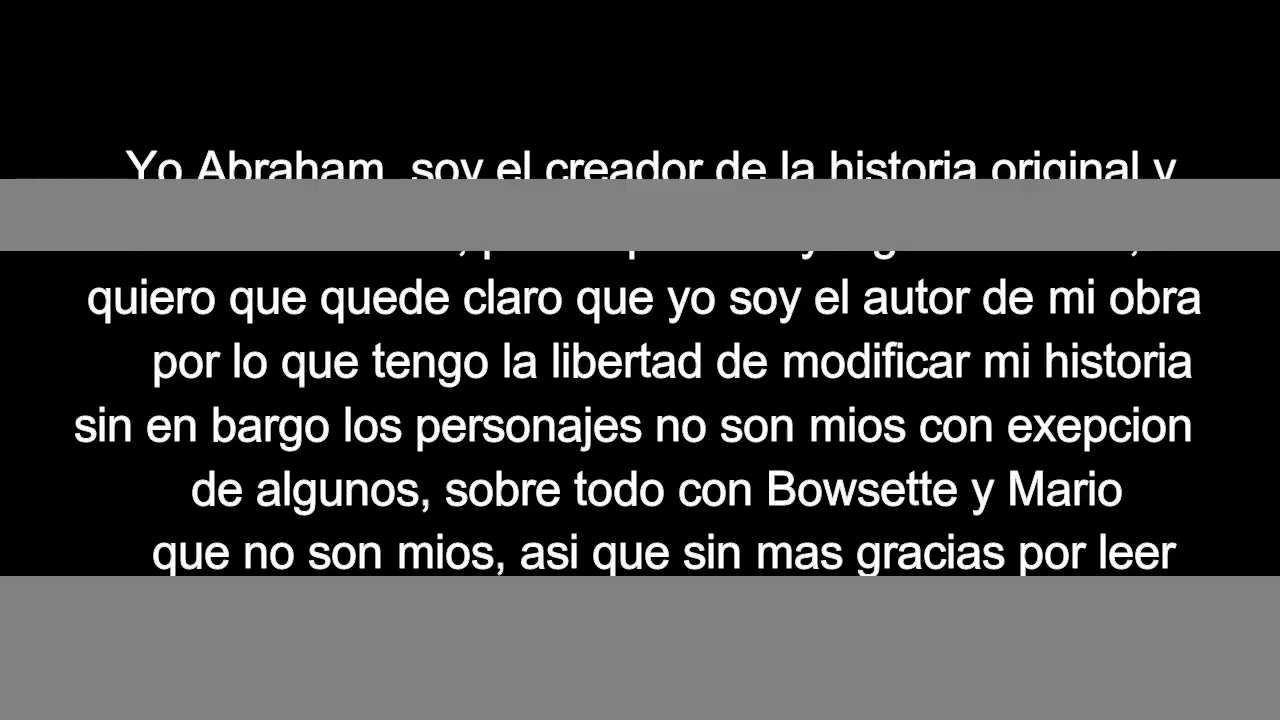 Yo Abraham, soy el creador de la historia original y
quiero que quede claro que yo soy el autor de mi obra
por lo que tengo la libertad de modificar mi historia
sin en bargo los personajes no son mios con exepcion
de algunos, sobre todo con Bowsette y Mario
que no son mios, asi que sin mas gracias por leer